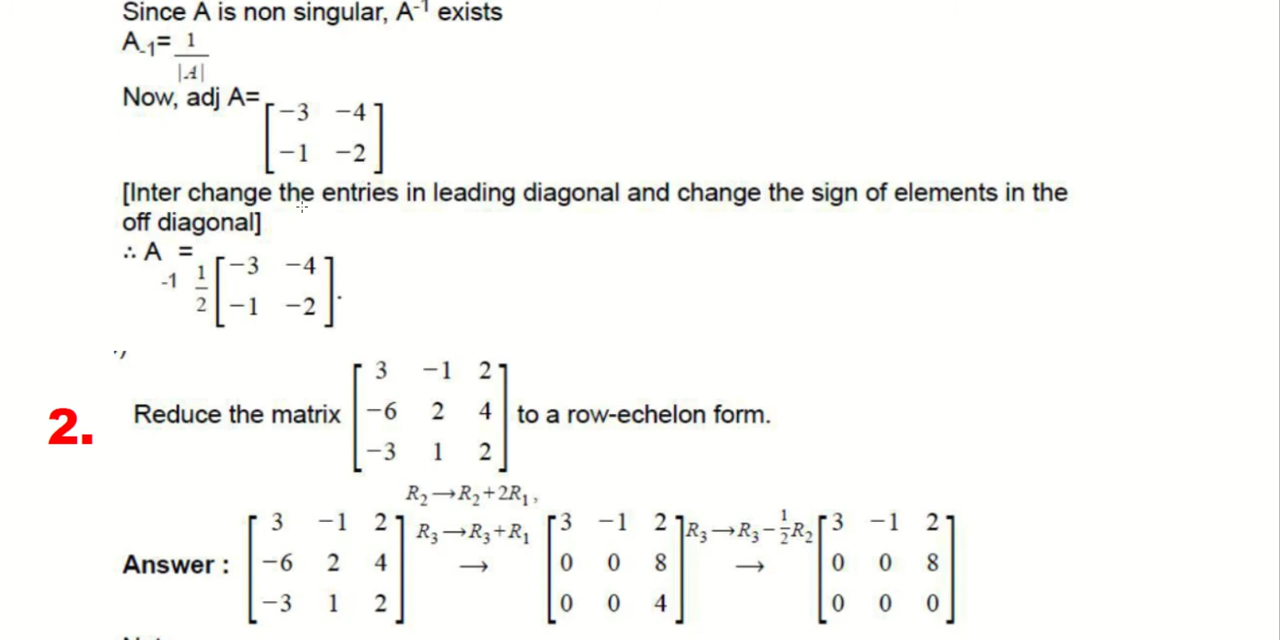 Since A is non singular, A⁻¹ exists
A₋₁= 1
|A|
Now, adj A=
[−3 −4
−1 −2]
[Inter change the entries in leading diagonal and change the sign of elements in the
off diagonal]
∴ A =
-1 1/2 [−3 −4
−1 −2].
2. Reduce the matrix [3 −1 2
−6 2 4
−3 1 2] to a row-echelon form.
R₂→R₂+2R₁,
R₃→R₃+R₁
→
R₃→R₃−½R₂
→
Answer : [3 −1 2
−6 2 4
−3 1 2]
[3 −1 2
0 0 8
0 0 4]
[3 −1 2
0 0 8
0 0 0]